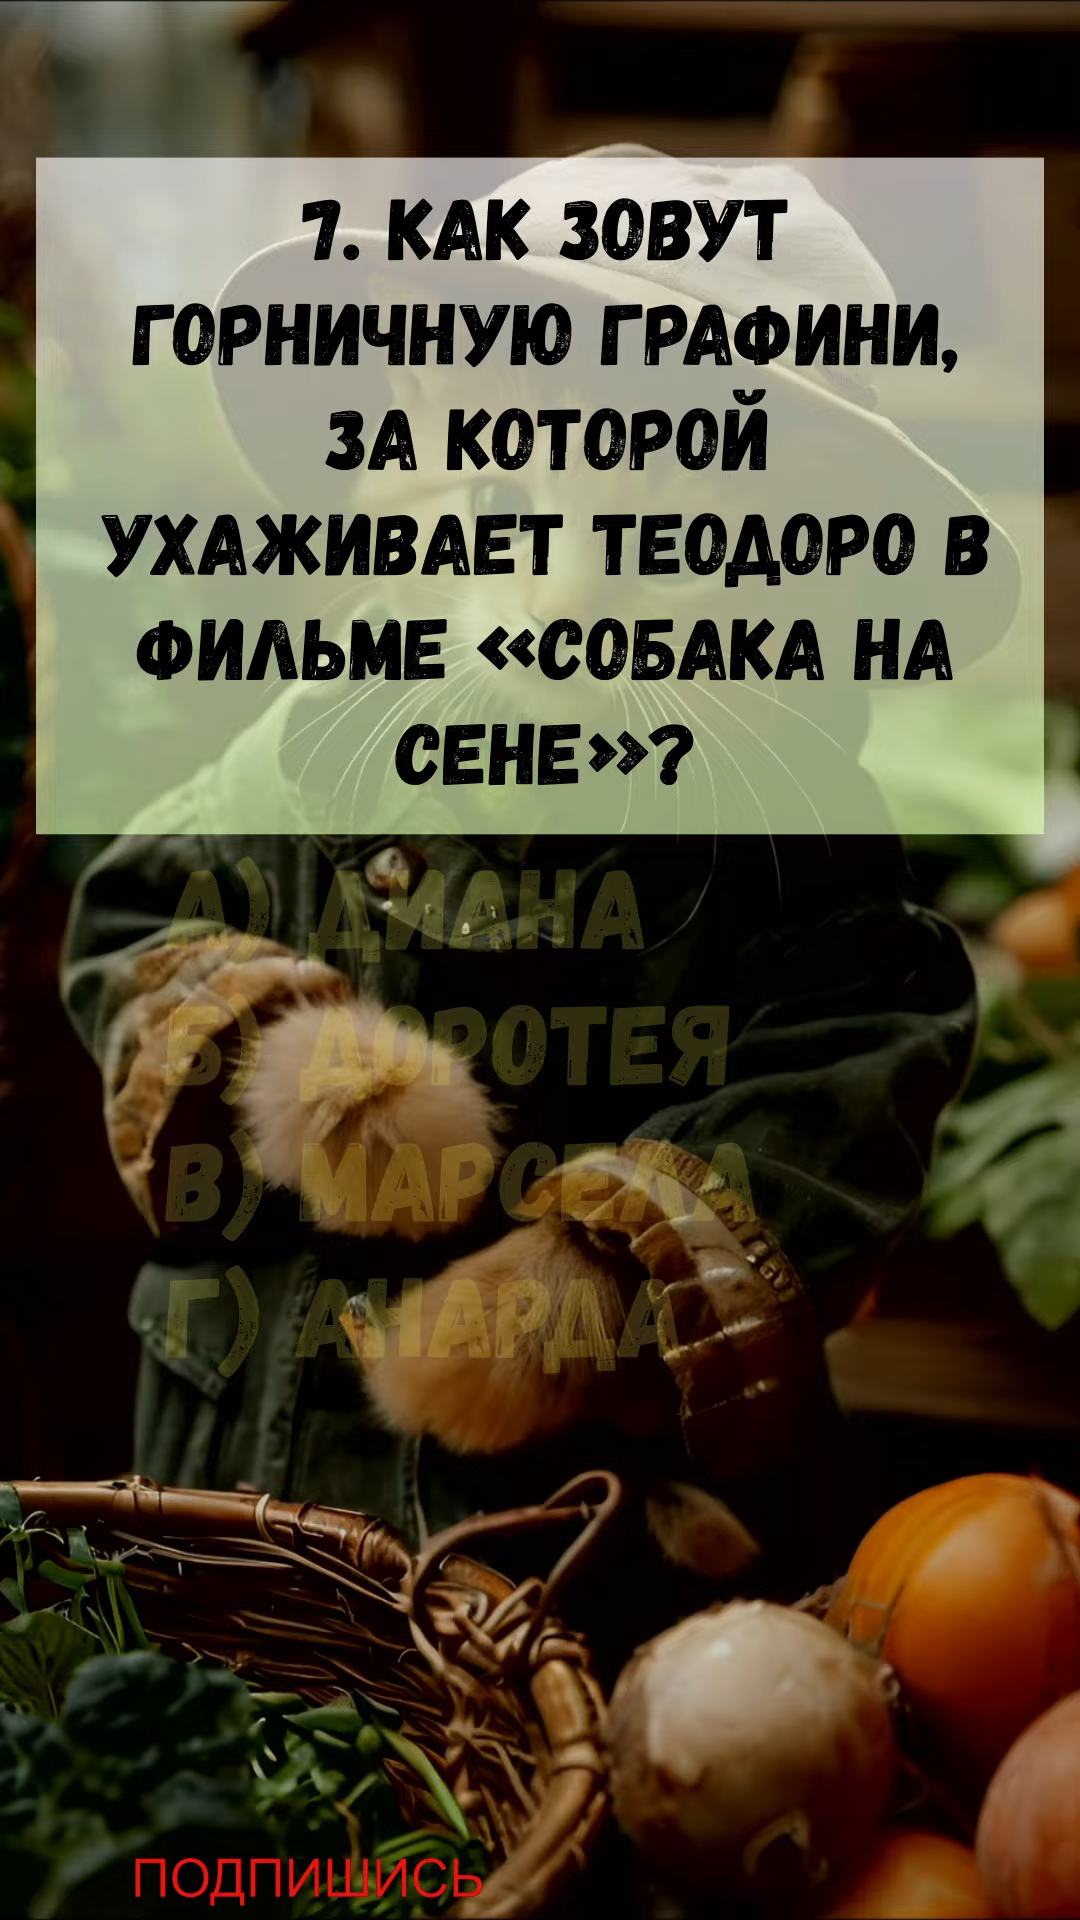 7. КАК ЗОВУТ
ГОРНИЧНУЮ ГРАФИНИ,
ЗА КОТОРОЙ
УХАЖИВАЕТ ТЕОДОРО В
ФИЛЬМЕ «СОБАКА НА
СЕНЕ»?
А) ДИАНА
Б) ДОРОТЕЯ
В) МАРСЕЛА
Г) АНАРДА
ПОДПИШИСЬ